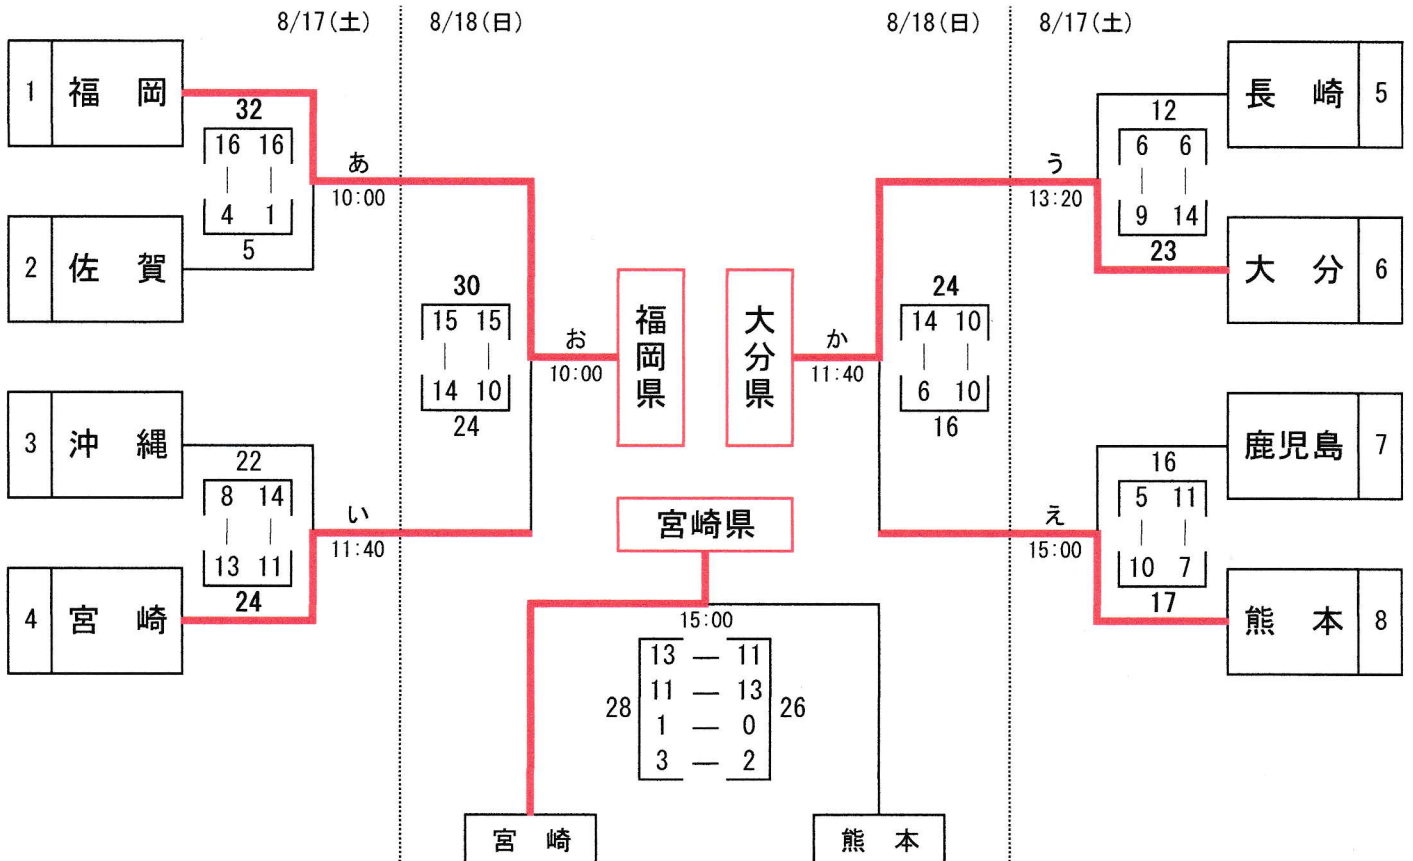 8/17(土) 8/18(日) 8/18(日) 8/17(土)
1 福 岡
32
16 16
| |
4 1
5
あ
10:00
2 佐 賀
3 沖 縄
22
8 14
| |
13 11
24
い
11:40
4 宮 崎
30
15 15
| |
14 10
24
お
10:00
福岡県
大分県
か
11:40
24
14 10
| |
6 10
16
長 崎 5
12
6 6
| |
9 14
23
う
13:20
大 分 6
鹿児島 7
16
5 11
| |
10 7
17
え
15:00
熊 本 8
宮崎県
15:00
13 — 11
11 — 13
28 26
1 — 0
3 — 2
宮 崎 熊 本